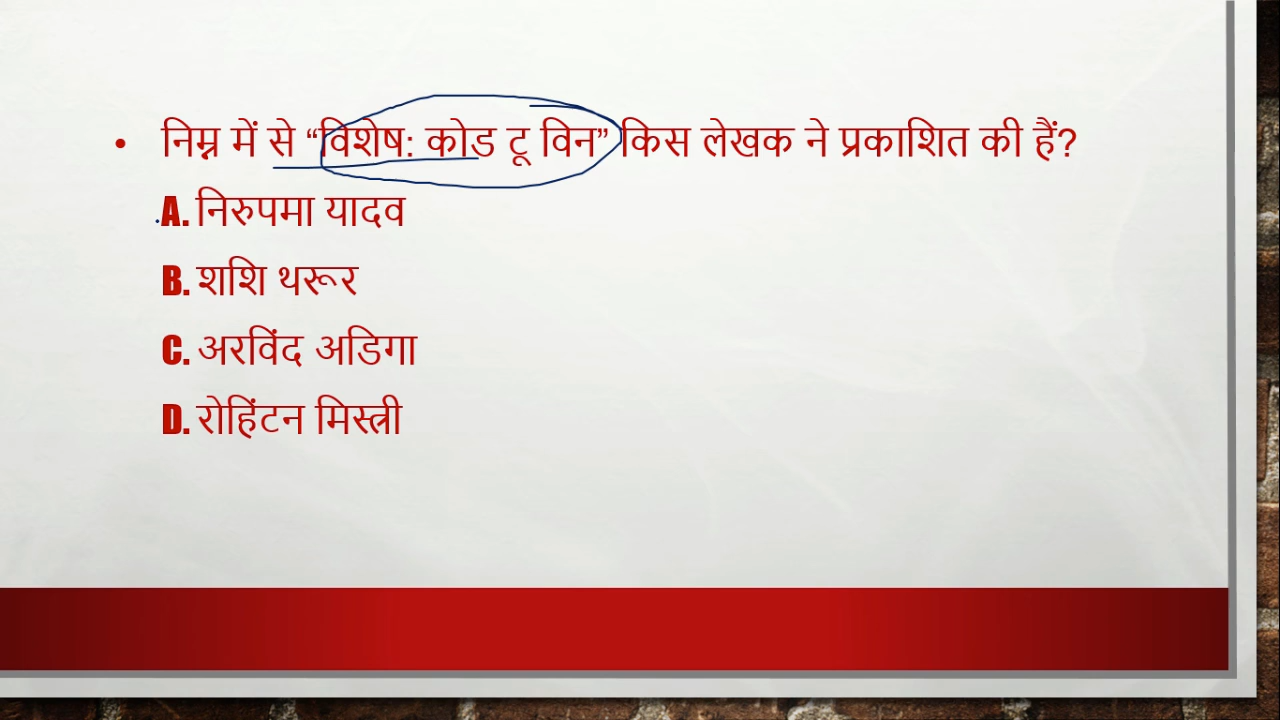 • निम्न में से “विशेष: कोड टू विन” किस लेखक ने प्रकाशित की हैं?
A. निरुपमा यादव
B. शशि थरूर
C. अरविंद अडिगा
D. रोहिंटन मिस्त्री